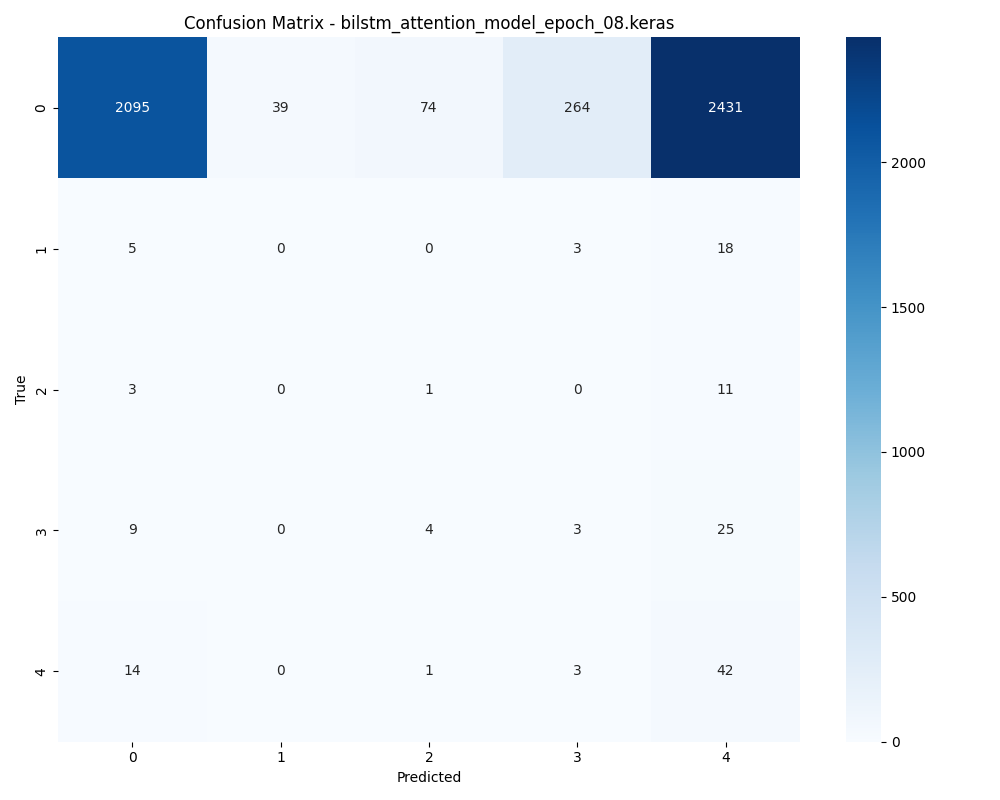 Confusion Matrix - bilstm_attention_model_epoch_08.keras
0 2095 39 74 264 2431
1 5 0 0 3 18
2 3 0 1 0 11
3 9 0 4 3 25
4 14 0 1 3 42
0 1 2 3 4
True
Predicted
2000
1500
1000
500
0